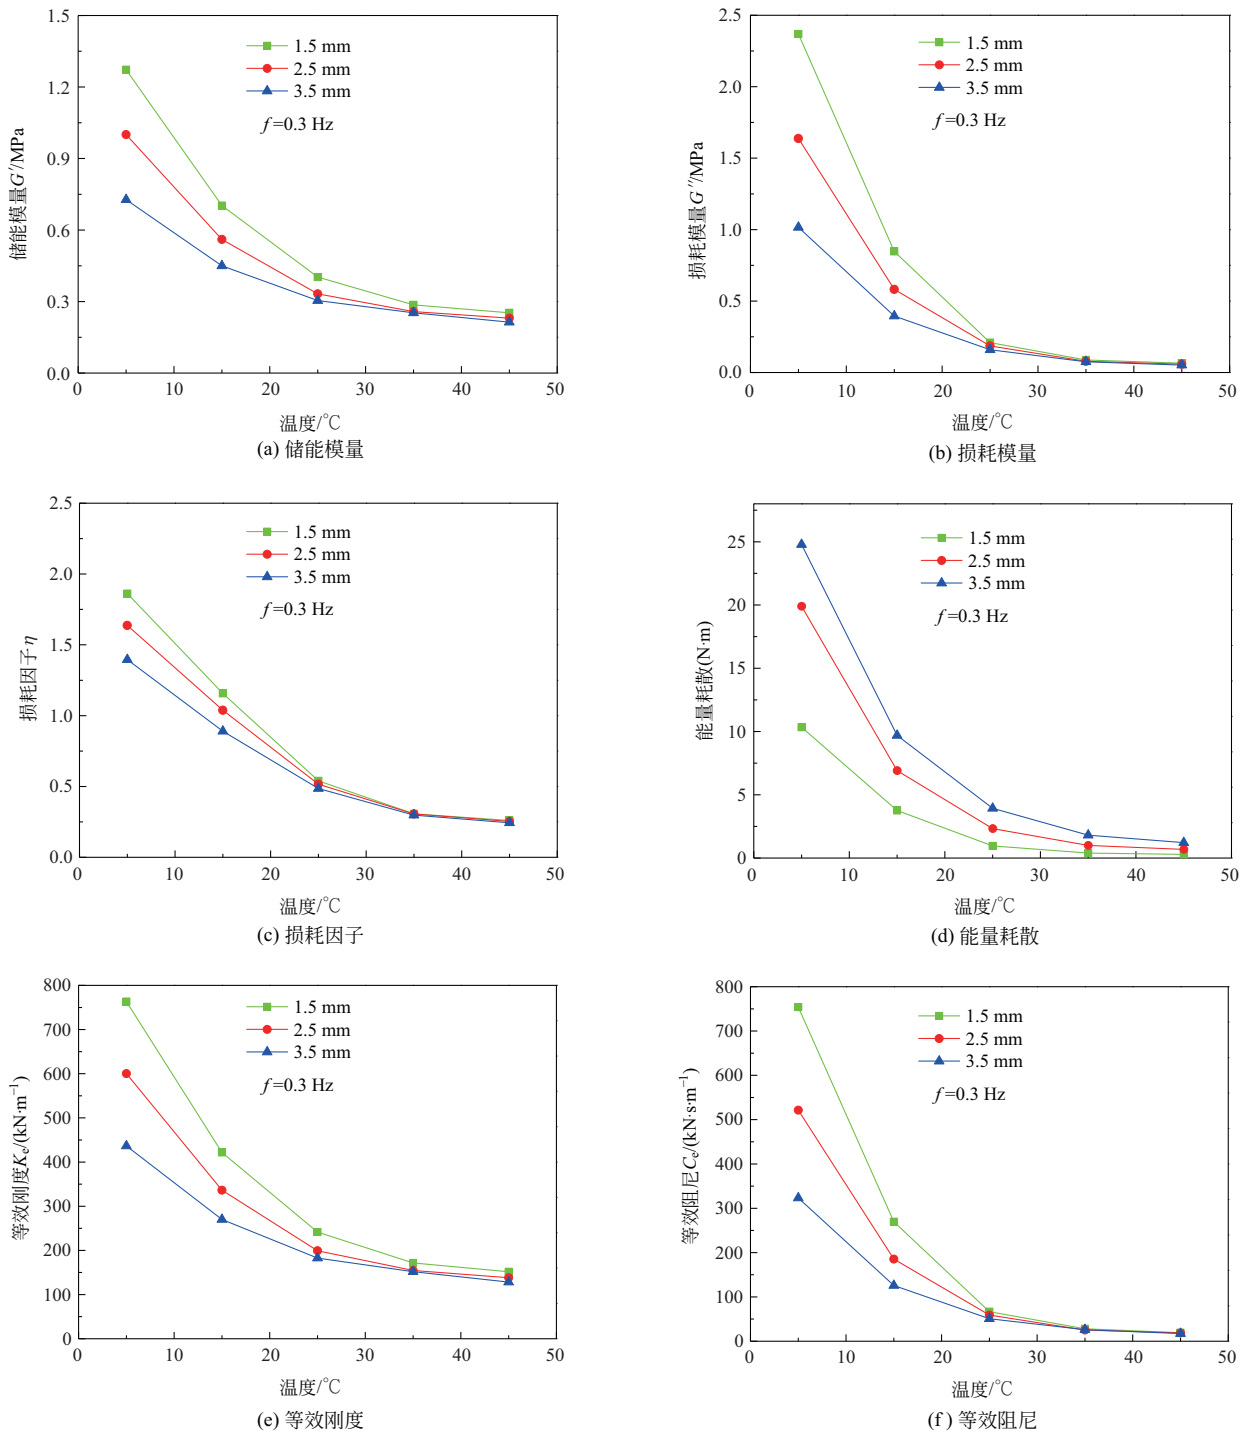 1.5
1.2
0.9
0.6
0.3
0.0
储能模量G′/MPa
1.5 mm
2.5 mm
3.5 mm
f=0.3 Hz
0 10 20 30 40 50
温度/℃
(a) 储能模量
2.5
2.0
1.5
1.0
0.5
0.0
损耗模量G″/MPa
1.5 mm
2.5 mm
3.5 mm
f=0.3 Hz
0 10 20 30 40 50
温度/℃
(b) 损耗模量
2.5
2.0
1.5
1.0
0.5
0.0
损耗因子η
1.5 mm
2.5 mm
3.5 mm
f=0.3 Hz
0 10 20 30 40 50
温度/℃
(c) 损耗因子
25
20
15
10
5
0
能量耗散(N·m)
1.5 mm
2.5 mm
3.5 mm
f=0.3 Hz
0 10 20 30 40 50
温度/℃
(d) 能量耗散
800
700
600
500
400
300
200
100
0
等效刚度Kₑ/(kN·m⁻¹)
1.5 mm
2.5 mm
3.5 mm
f=0.3 Hz
0 10 20 30 40 50
温度/℃
(e) 等效刚度
800
700
600
500
400
300
200
100
0
等效阻尼Cₑ/(kN·s·m⁻¹)
1.5 mm
2.5 mm
3.5 mm
f=0.3 Hz
0 10 20 30 40 50
温度/℃
(f ) 等效阻尼